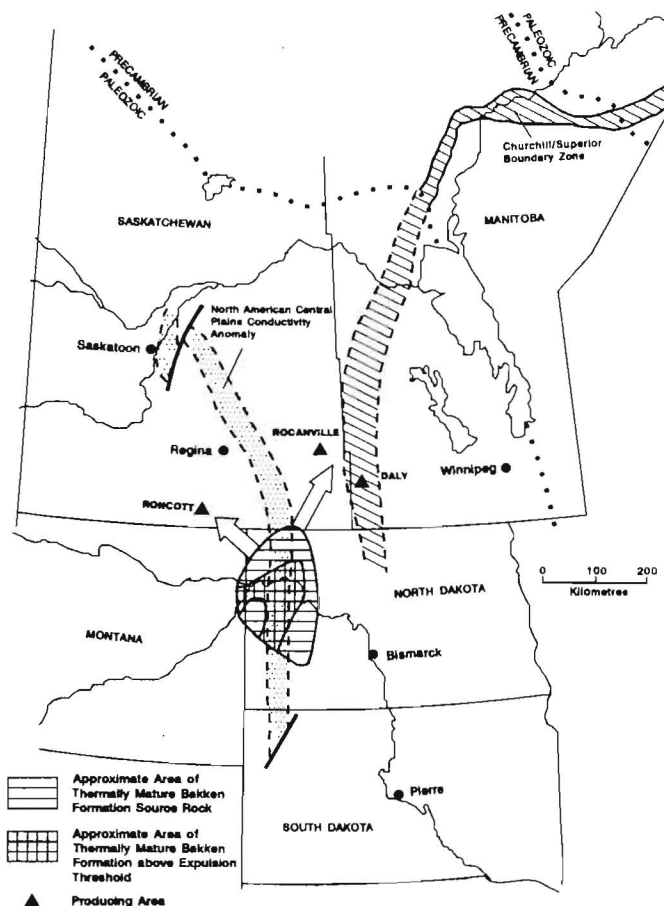 PRECAMBRIAN
PALEOZOIC
PALEOZOIC
PRECAMBRIAN
Churchill/Superior
Boundary Zone
SASKATCHEWAN
MANITOBA
North American Central
Plains Conductivity
Anomaly
Saskatoon
ROCANVILLE
Regina
DALY
Winnipeg
RONCOTT
NORTH DAKOTA
0 100 200
Kilometres
MONTANA
Bismarck
Pierre
SOUTH DAKOTA
Approximate Area of
Thermally Mature Bakken
Formation Source Rock
Approximate Area of
Thermally Mature Bakken
Formation above Expulsion
Threshold
Producing Area